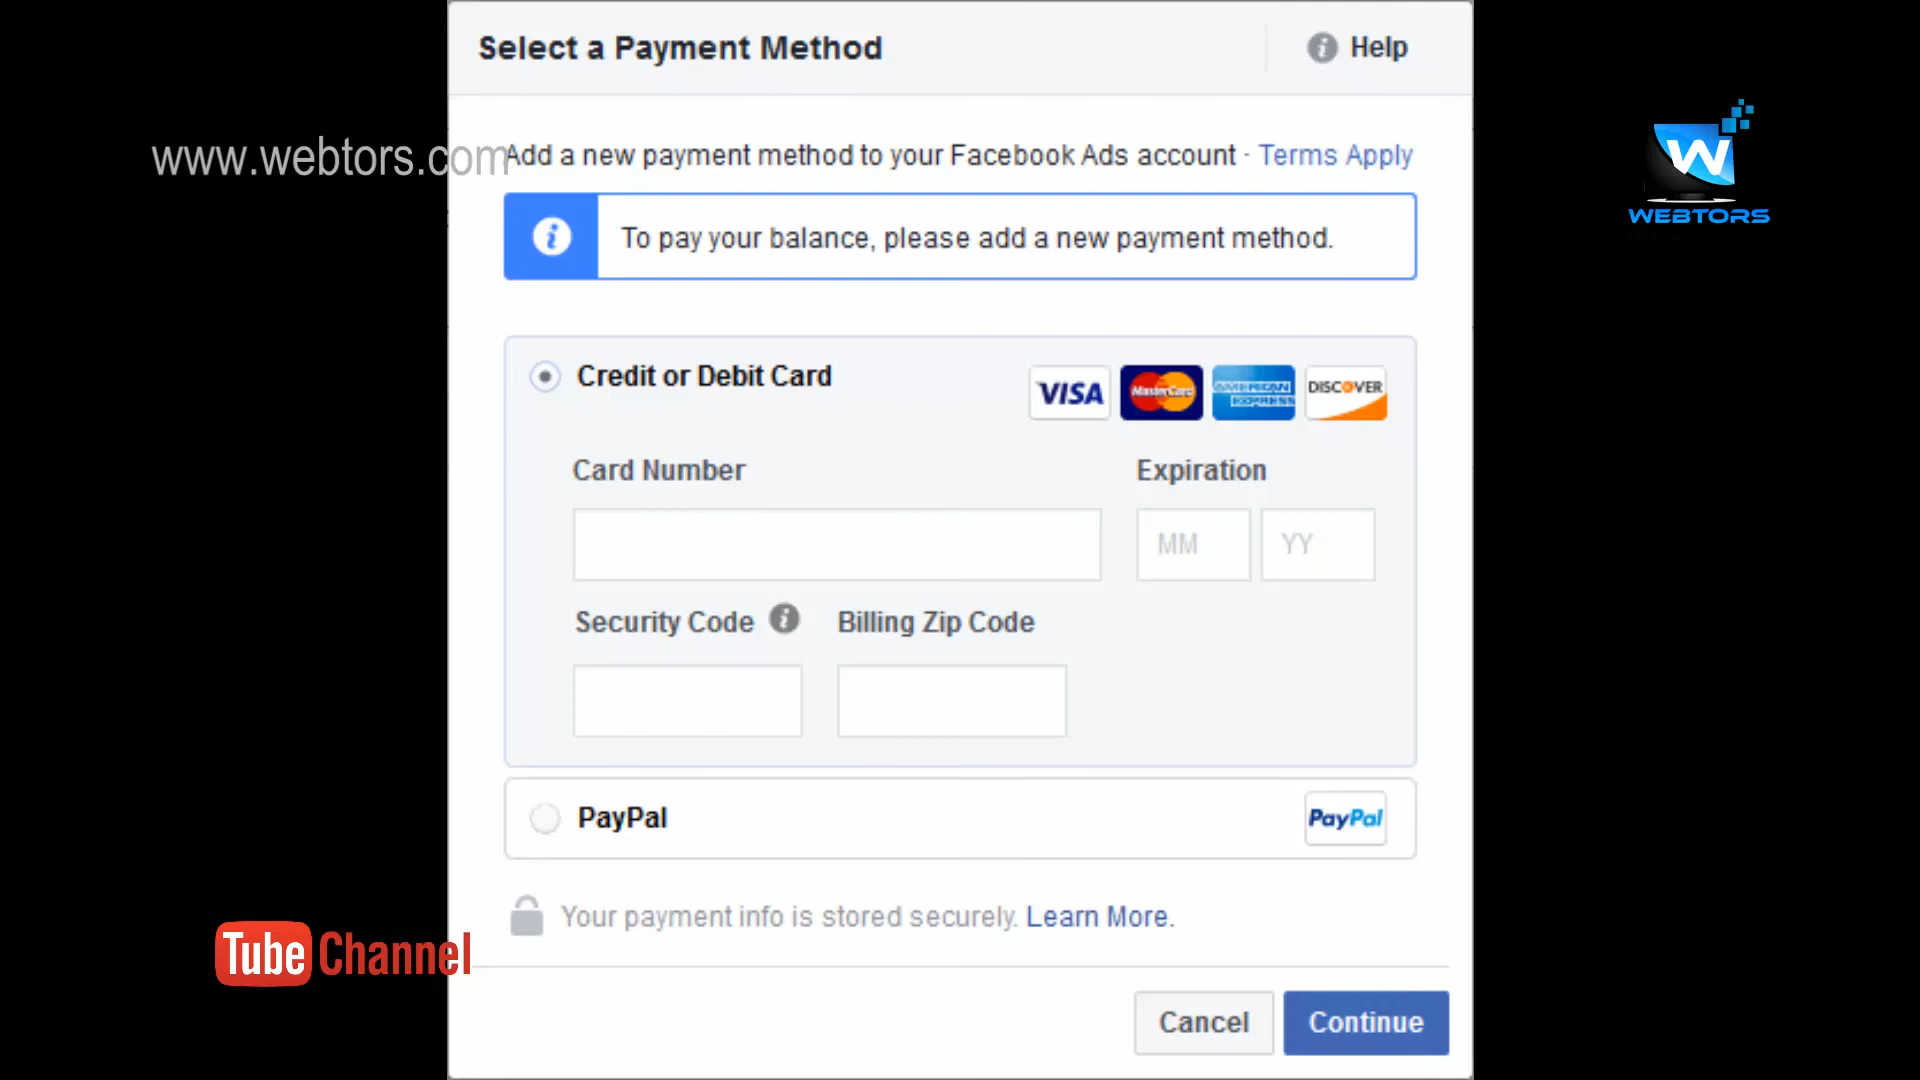 Select a Payment Method
Help
www.webtors.com
Add a new payment method to your Facebook Ads account · Terms Apply
W
WEBTORS
To pay your balance, please add a new payment method.
Credit or Debit Card
VISA
MasterCard
AMERICAN EXPRESS
DISCOVER
Card Number
Expiration
MM
YY
Security Code
Billing Zip Code
PayPal
PayPal
Your payment info is stored securely. Learn More.
Tube Channel
Cancel
Continue